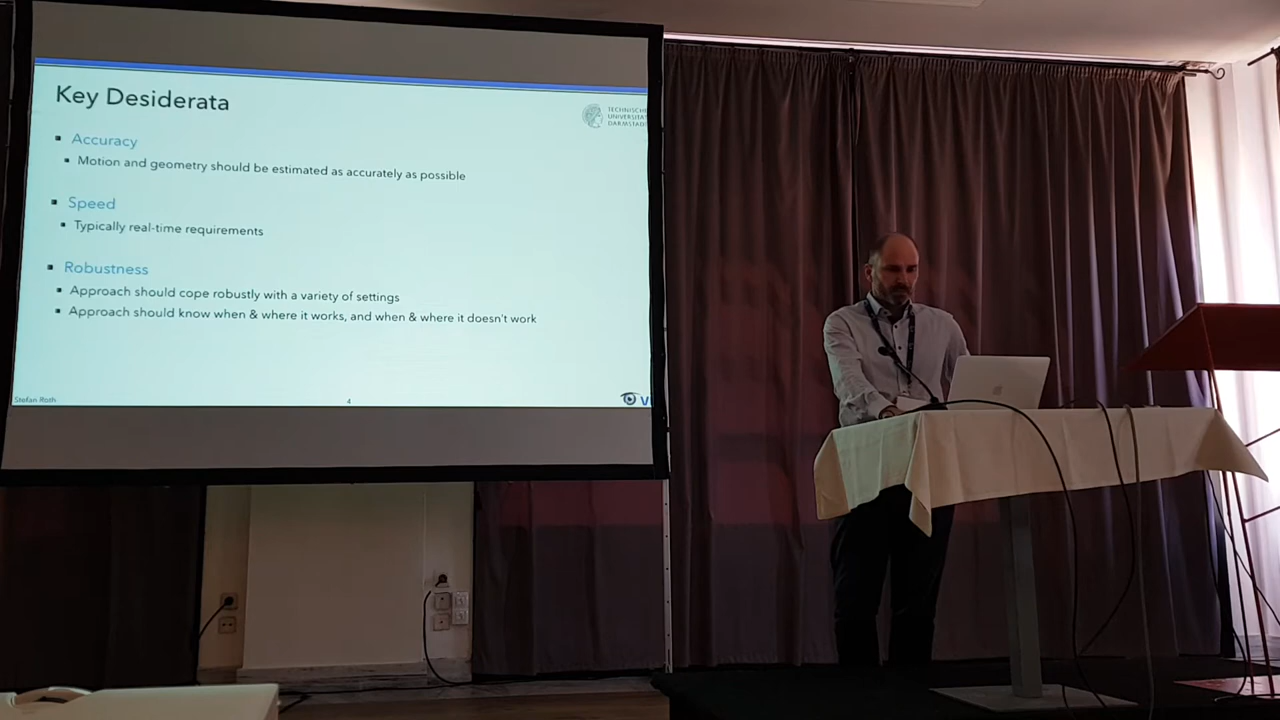 Key Desiderata
TECHNISCHE
UNIVERSITÄT
DARMSTADT
Accuracy
Motion and geometry should be estimated as accurately as possible
Speed
Typically real-time requirements
Robustness
Approach should cope robustly with a variety of settings
Approach should know when & where it works, and when & where it doesn't work
Stefan Roth
4